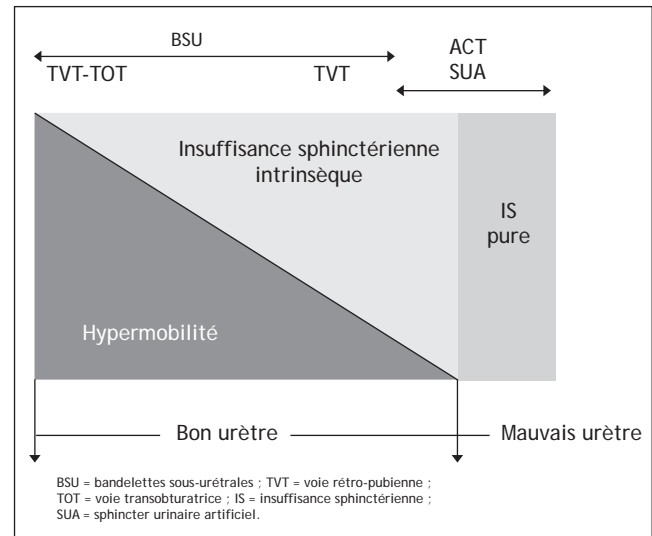 BSU
ACT
TVT-TOT TVT SUA
Insuffisance sphinctérienne
intrinsèque
IS
pure
Hypermobilité
Bon urètre Mauvais urètre
BSU = bandelettes sous-urétrales ; TVT = voie rétro-pubienne ;
TOT = voie transobturatrice ; IS = insuffisance sphinctérienne ;
SUA = sphincter urinaire artificiel.